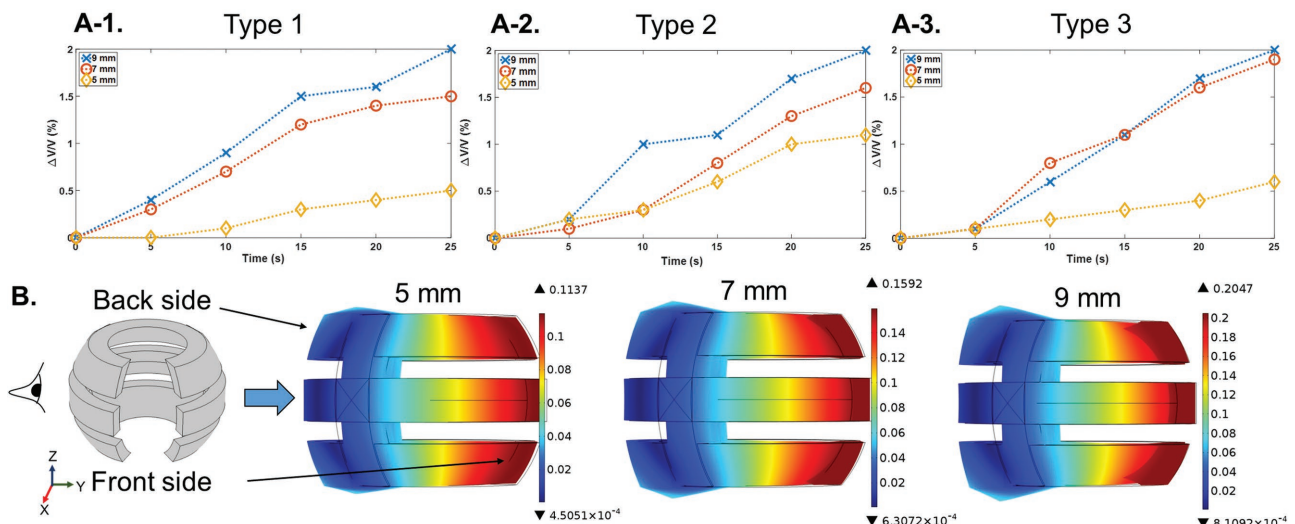 A-1. Type 1
2
1.5
1
0.5
0
△V/V (%)
9 mm
7 mm
5 mm
0 5 10 15 20 25
Time (s)
A-2. Type 2
2
1.5
1
0.5
0
△V/V (%)
9 mm
7 mm
5 mm
0 5 10 15 20 25
Time (s)
A-3. Type 3
2
1.5
1
0.5
0
△V/V (%)
9 mm
7 mm
5 mm
0 5 10 15 20 25
Time (s)
B.
Back side
Front side
Z
Y
X
5 mm
▲ 0.1137
0.1
0.08
0.06
0.04
0.02
▼ 4.5051×10⁻⁴
7 mm
▲ 0.1592
0.14
0.12
0.1
0.08
0.06
0.04
0.02
▼ 6.3072×10⁻⁴
9 mm
▲ 0.2047
0.2
0.18
0.16
0.14
0.12
0.1
0.08
0.06
0.04
0.02
▼ 8.1092×10⁻⁴